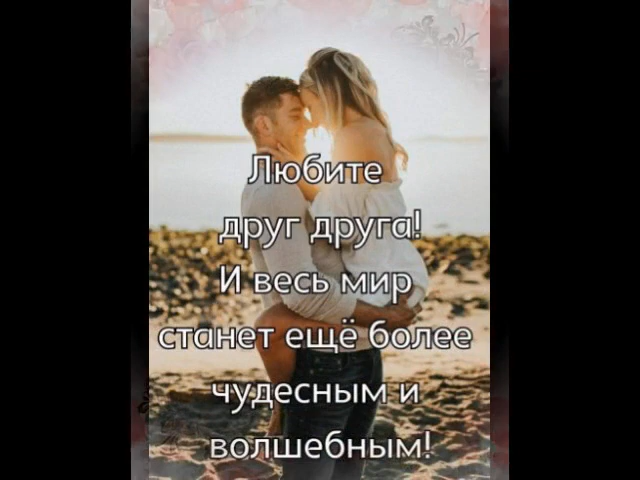 Любите
друг друга!
И весь мир
станет ещё более
чудесным и
волшебным!